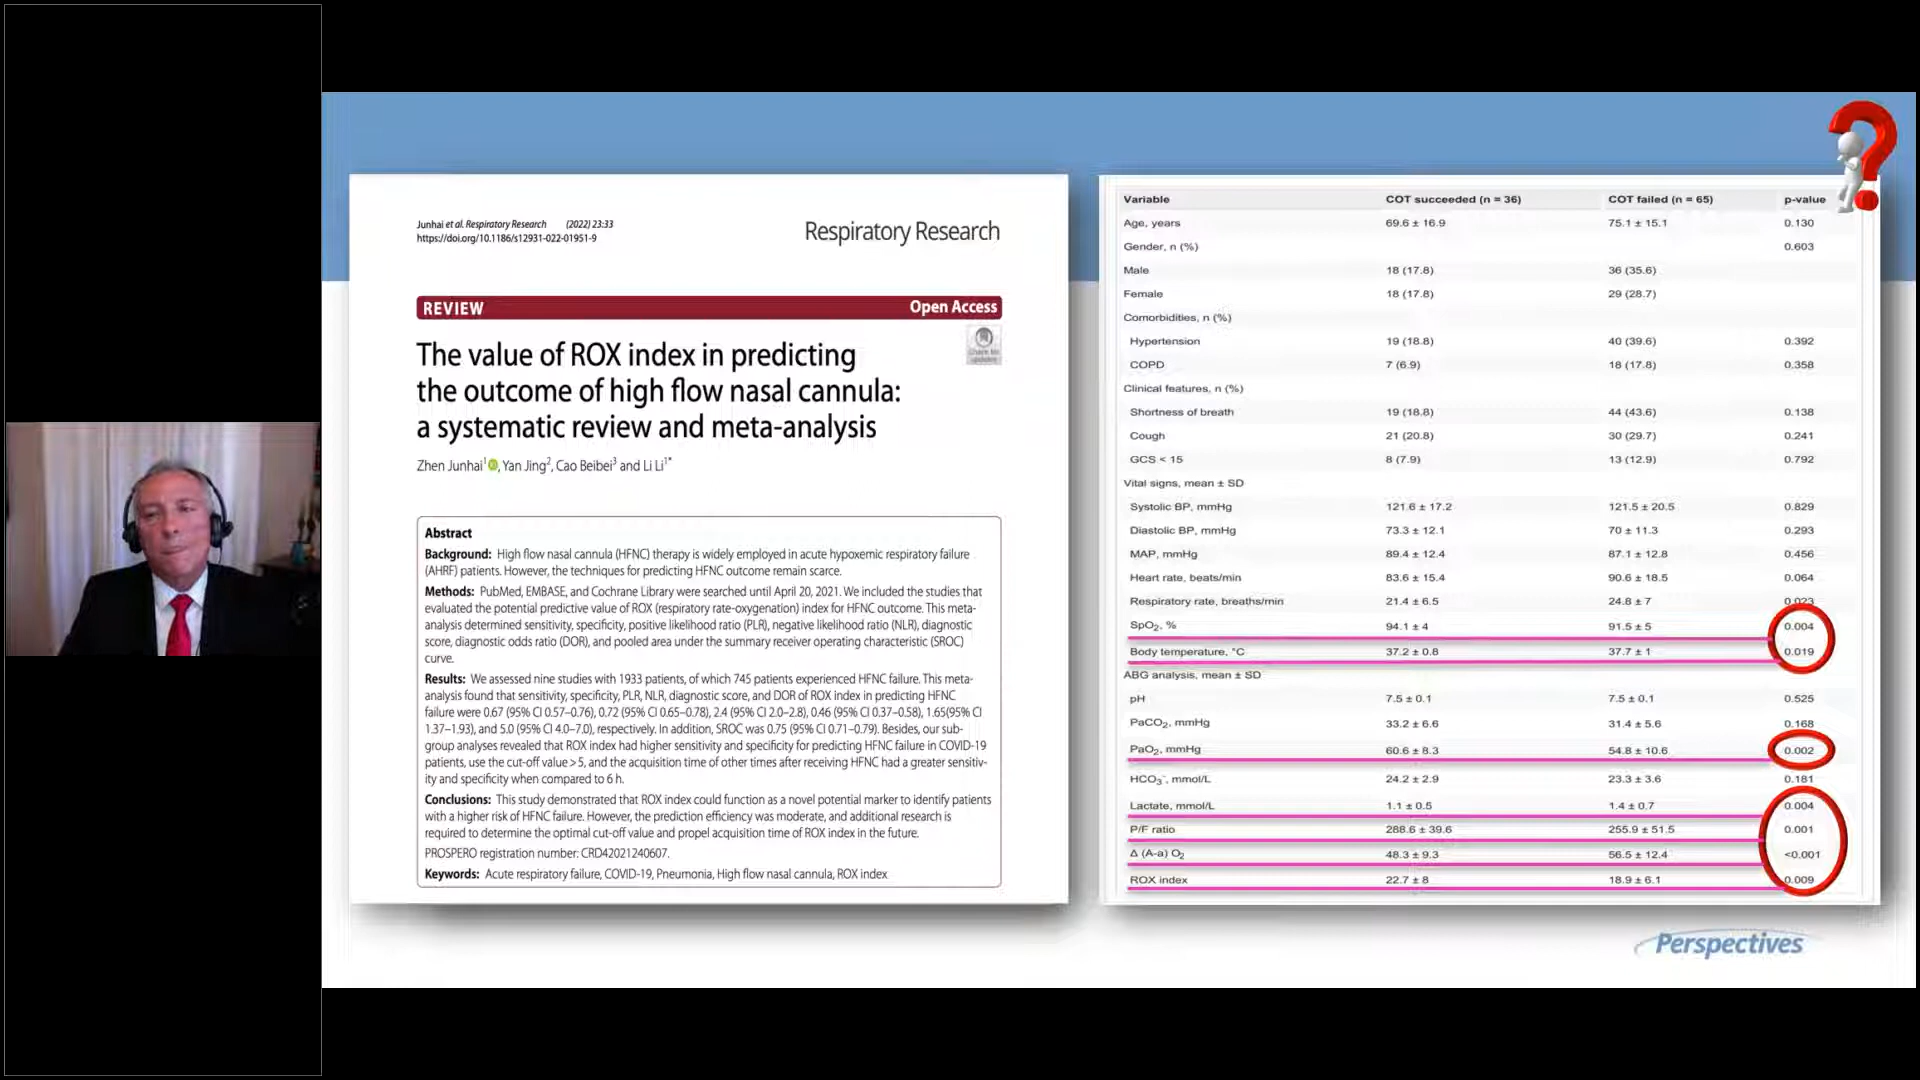 Junhai et al. Respiratory Research (2022) 23:33
https://doi.org/10.1186/s12931-022-01951-9
Respiratory Research
REVIEW
Open Access
Check for
updates
The value of ROX index in predicting
the outcome of high flow nasal cannula:
a systematic review and meta-analysis
Zhen Junhai1, Yan Jing2, Cao Beibei3 and Li Li1*
Abstract
Background: High flow nasal cannula (HFNC) therapy is widely employed in acute hypoxemic respiratory failure
(AHRF) patients. However, the techniques for predicting HFNC outcome remain scarce.
Methods: PubMed, EMBASE, and Cochrane Library were searched until April 20, 2021. We included the studies that
evaluated the potential predictive value of ROX (respiratory rate-oxygenation) index for HFNC outcome. This meta-
analysis determined sensitivity, specificity, positive likelihood ratio (PLR), negative likelihood ratio (NLR), diagnostic
score, diagnostic odds ratio (DOR), and pooled area under the summary receiver operating characteristic (SROC)
curve.
Results: We assessed nine studies with 1933 patients, of which 745 patients experienced HFNC failure. This meta-
analysis found that sensitivity, specificity, PLR, NLR, diagnostic score, and DOR of ROX index in predicting HFNC
failure were 0.67 (95% CI 0.57–0.76), 0.72 (95% CI 0.65–0.78), 2.4 (95% CI 2.0–2.8), 0.46 (95% CI 0.37–0.58), 1.65(95% CI
1.37–1.93), and 5.0 (95% CI 4.0–7.0), respectively. In addition, SROC was 0.75 (95% CI 0.71–0.79). Besides, our sub-
group analyses revealed that ROX index had higher sensitivity and specificity for predicting HFNC failure in COVID-19
patients, use the cut-off value > 5, and the acquisition time of other times after receiving HFNC had a greater sensitiv-
ity and specificity when compared to 6 h.
Conclusions: This study demonstrated that ROX index could function as a novel potential marker to identify patients
with a higher risk of HFNC failure. However, the prediction efficiency was moderate, and additional research is
required to determine the optimal cut-off value and propel acquisition time of ROX index in the future.
PROSPERO registration number: CRD42021240607.
Keywords: Acute respiratory failure, COVID-19, Pneumonia, High flow nasal cannula, ROX index
Variable COT succeeded (n = 36) COT failed (n = 65) p-value
Age, years 69.6 ± 16.9 75.1 ± 15.1 0.130
Gender, n (%) 0.603
Male 18 (17.8) 36 (35.6)
Female 18 (17.8) 29 (28.7)
Comorbidities, n (%)
Hypertension 19 (18.8) 40 (39.6) 0.392
COPD 7 (6.9) 18 (17.8) 0.358
Clinical features, n (%)
Shortness of breath 19 (18.8) 44 (43.6) 0.138
Cough 21 (20.8) 30 (29.7) 0.241
GCS < 15 8 (7.9) 13 (12.9) 0.792
Vital signs, mean ± SD
Systolic BP, mmHg 121.6 ± 17.2 121.5 ± 20.5 0.829
Diastolic BP, mmHg 73.3 ± 12.1 70 ± 11.3 0.293
MAP, mmHg 89.4 ± 12.4 87.1 ± 12.8 0.456
Heart rate, beats/min 83.6 ± 15.4 90.6 ± 18.5 0.064
Respiratory rate, breaths/min 21.4 ± 6.5 24.8 ± 7 0.023
SpO2, % 94.1 ± 4 91.5 ± 5 0.004
Body temperature, °C 37.2 ± 0.8 37.7 ± 1 0.019
ABG analysis, mean ± SD
pH 7.5 ± 0.1 7.5 ± 0.1 0.525
PaCO2, mmHg 33.2 ± 6.6 31.4 ± 5.6 0.168
PaO2, mmHg 60.6 ± 8.3 54.8 ± 10.6 0.002
HCO3-, mmol/L 24.2 ± 2.9 23.3 ± 3.6 0.181
Lactate, mmol/L 1.1 ± 0.5 1.4 ± 0.7 0.004
P/F ratio 288.6 ± 39.6 255.9 ± 51.5 0.001
Δ (A-a) O2 48.3 ± 9.3 56.5 ± 12.4 <0.001
ROX index 22.7 ± 8 18.9 ± 6.1 0.009
Perspectives